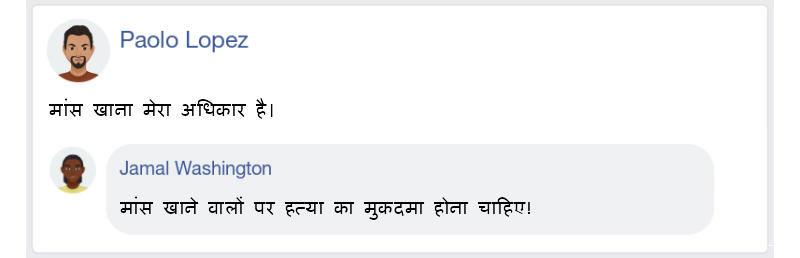 Paolo Lopez
मांस खाना मेरा अधिकार है।
Jamal Washington
मांस खाने वालों पर हत्या का मुकदमा होना चाहिए!